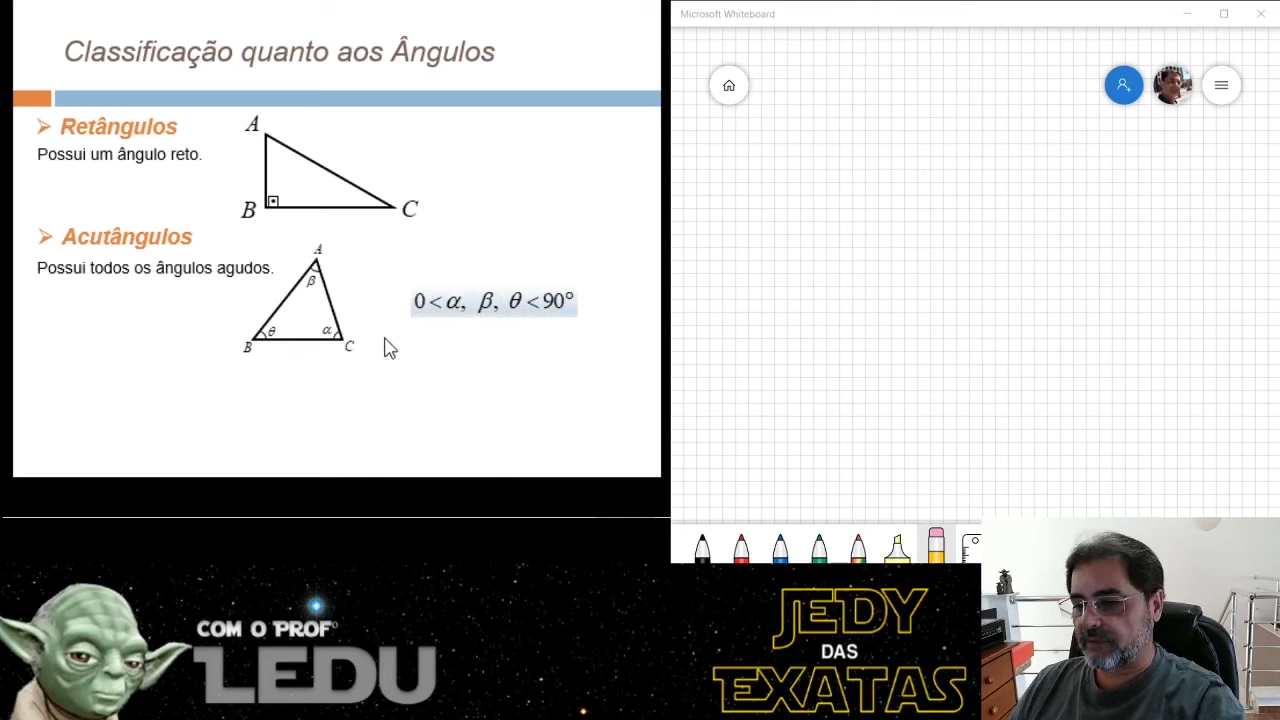 Classificação quanto aos Ângulos
Retângulos
Possui um ângulo reto.
A
B
C
Acutângulos
Possui todos os ângulos agudos.
A
β
θ
α
B
C
0 < α, β, θ < 90°
Microsoft Whiteboard
COM O PROFº
LEDU
JEDY
DAS
EXATAS